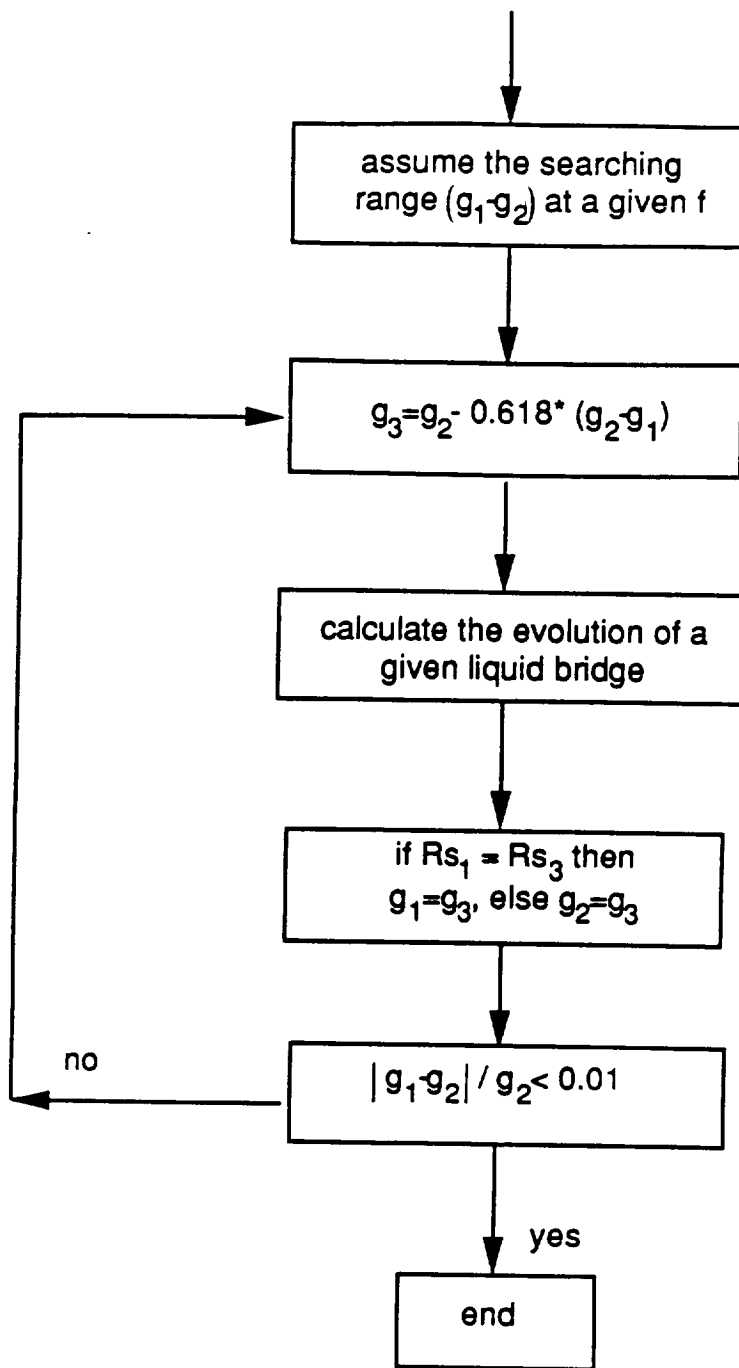 assume the searching
range (g₁-g₂) at a given f
g₃=g₂- 0.618* (g₂-g₁)
calculate the evolution of a
given liquid bridge
if Rs₁ = Rs₃ then
g₁=g₃, else g₂=g₃
|g₁-g₂| / g₂< 0.01
no
yes
end